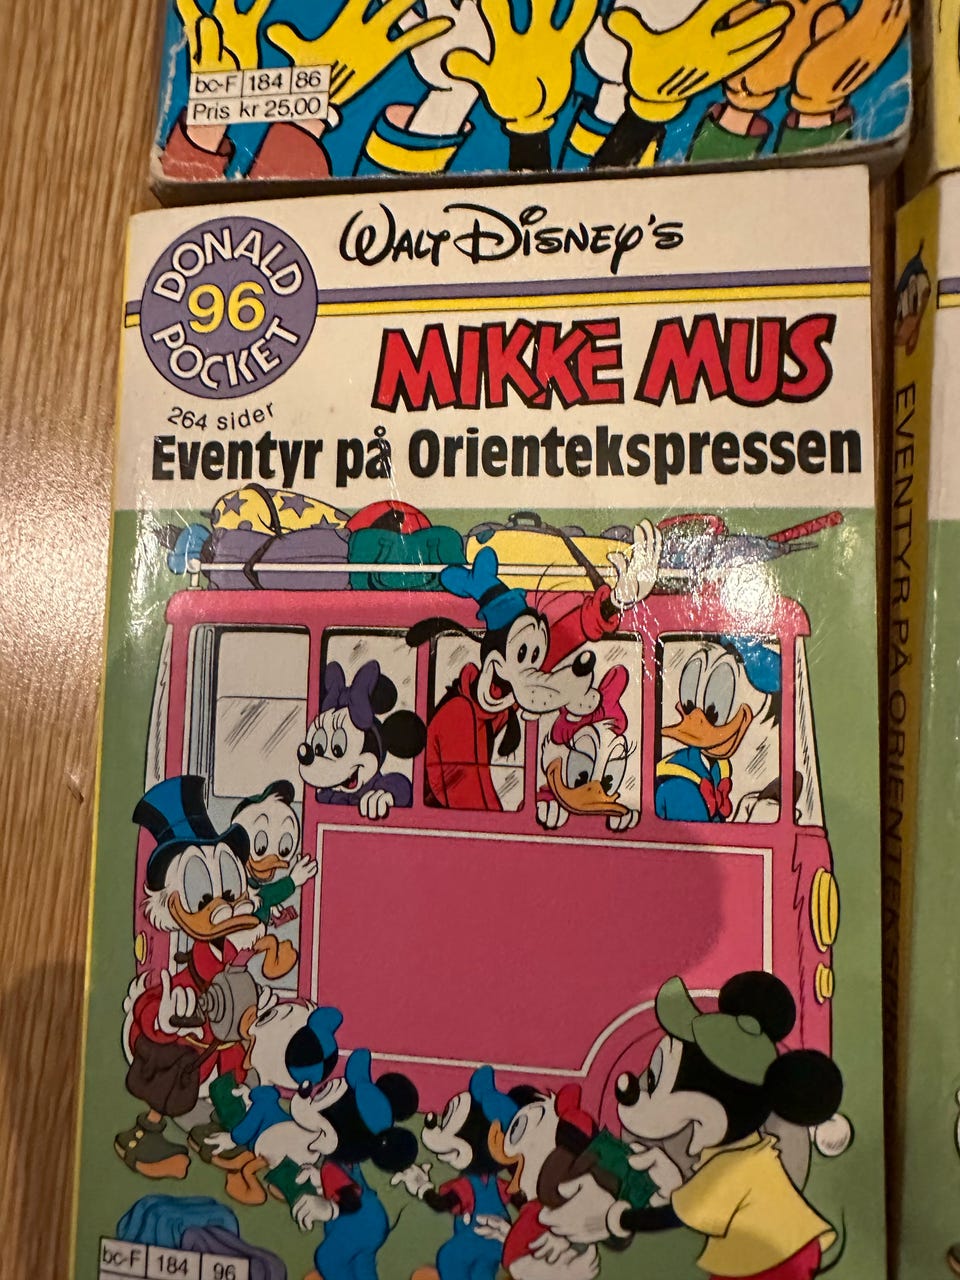 bc-F 184 86
Pris kr 25,00
DONALD
96
POCKET
WALT DISNEY'S
MIKKE MUS
264 sider
Eventyr på Orientekspressen
EVENTYR PÅ ORIENTEKSPRE
bc-F 184 96